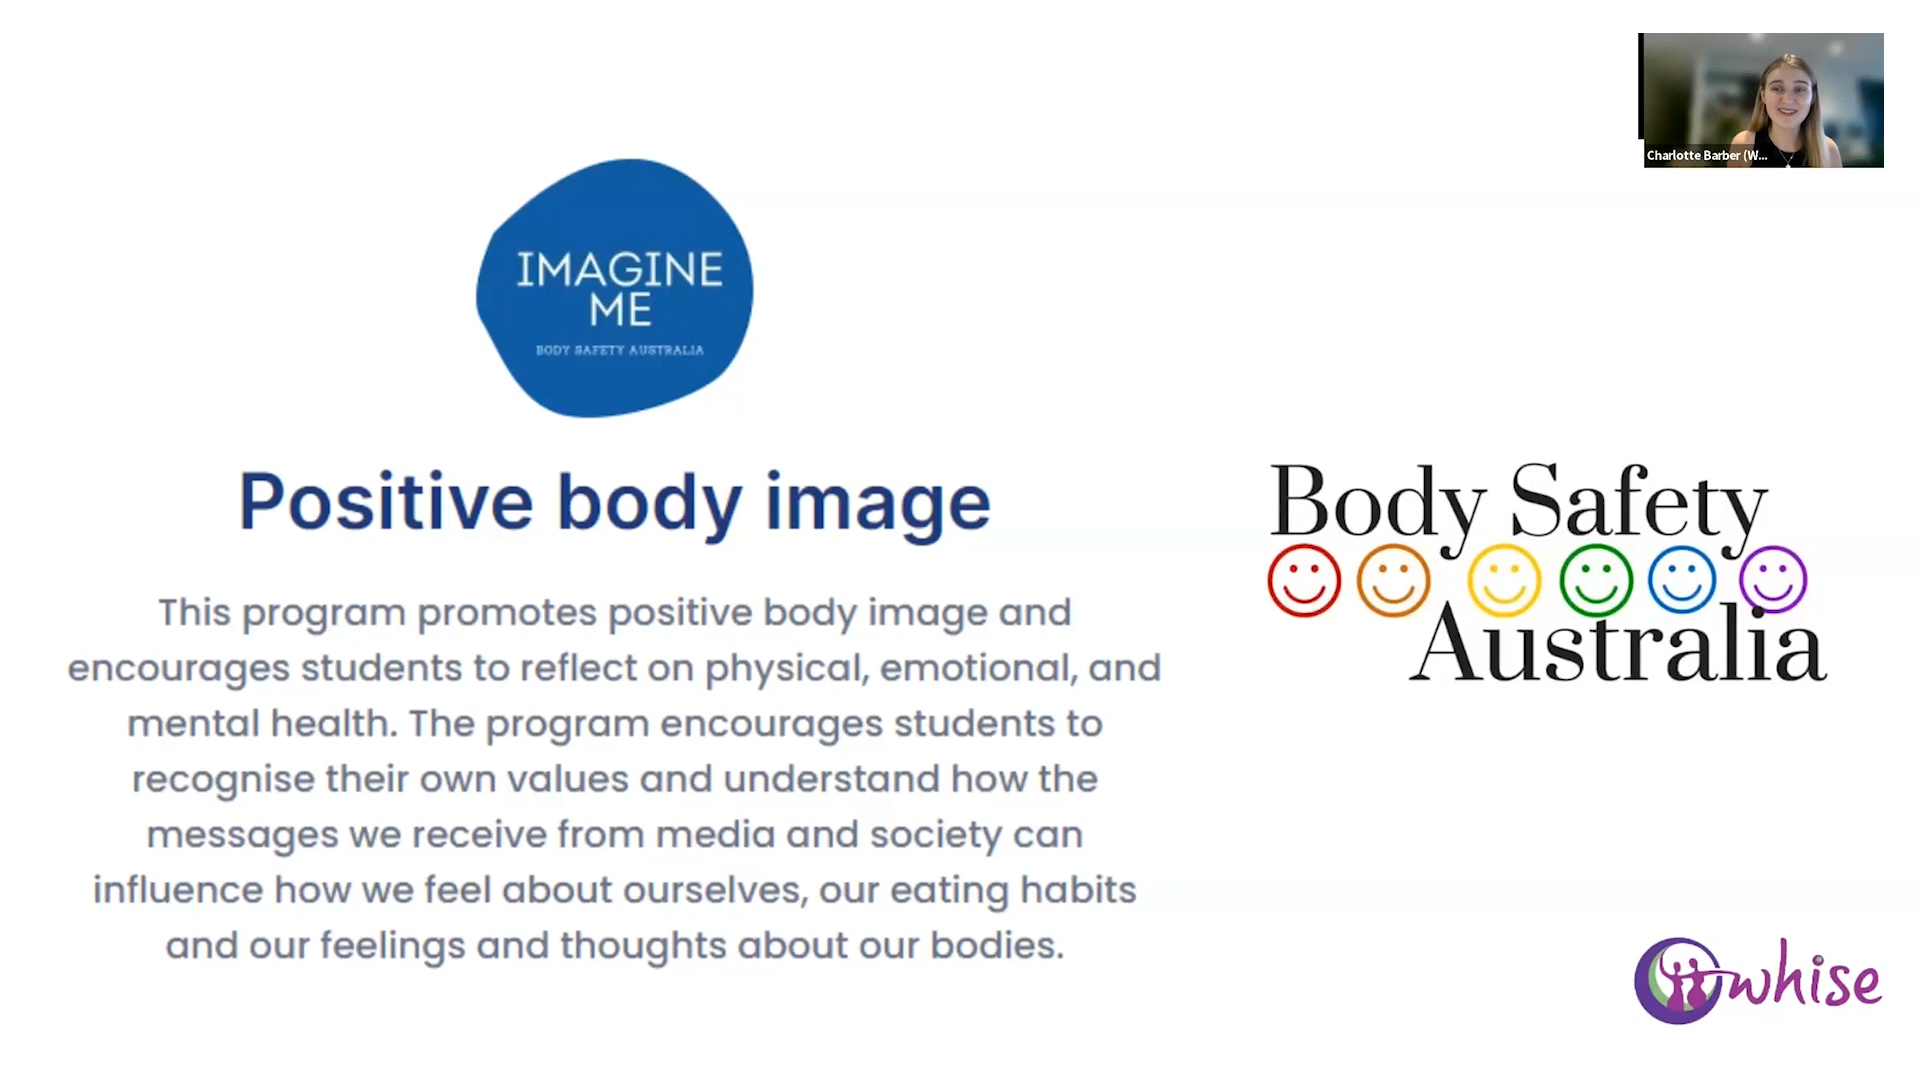 Charlotte Barber (W...
IMAGINE
ME
BODY SAFETY AUSTRALIA
Positive body image
This program promotes positive body image and
encourages students to reflect on physical, emotional, and
mental health. The program encourages students to
recognise their own values and understand how the
messages we receive from media and society can
influence how we feel about ourselves, our eating habits
and our feelings and thoughts about our bodies.
Body Safety
Australia
whise